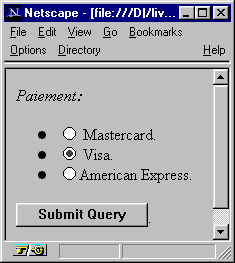 Netscape - [file:///D|/liv...
File Edit View Go Bookmarks
Options Directory Help
Paiement:
Mastercard.
Visa.
American Express.
Submit Query.